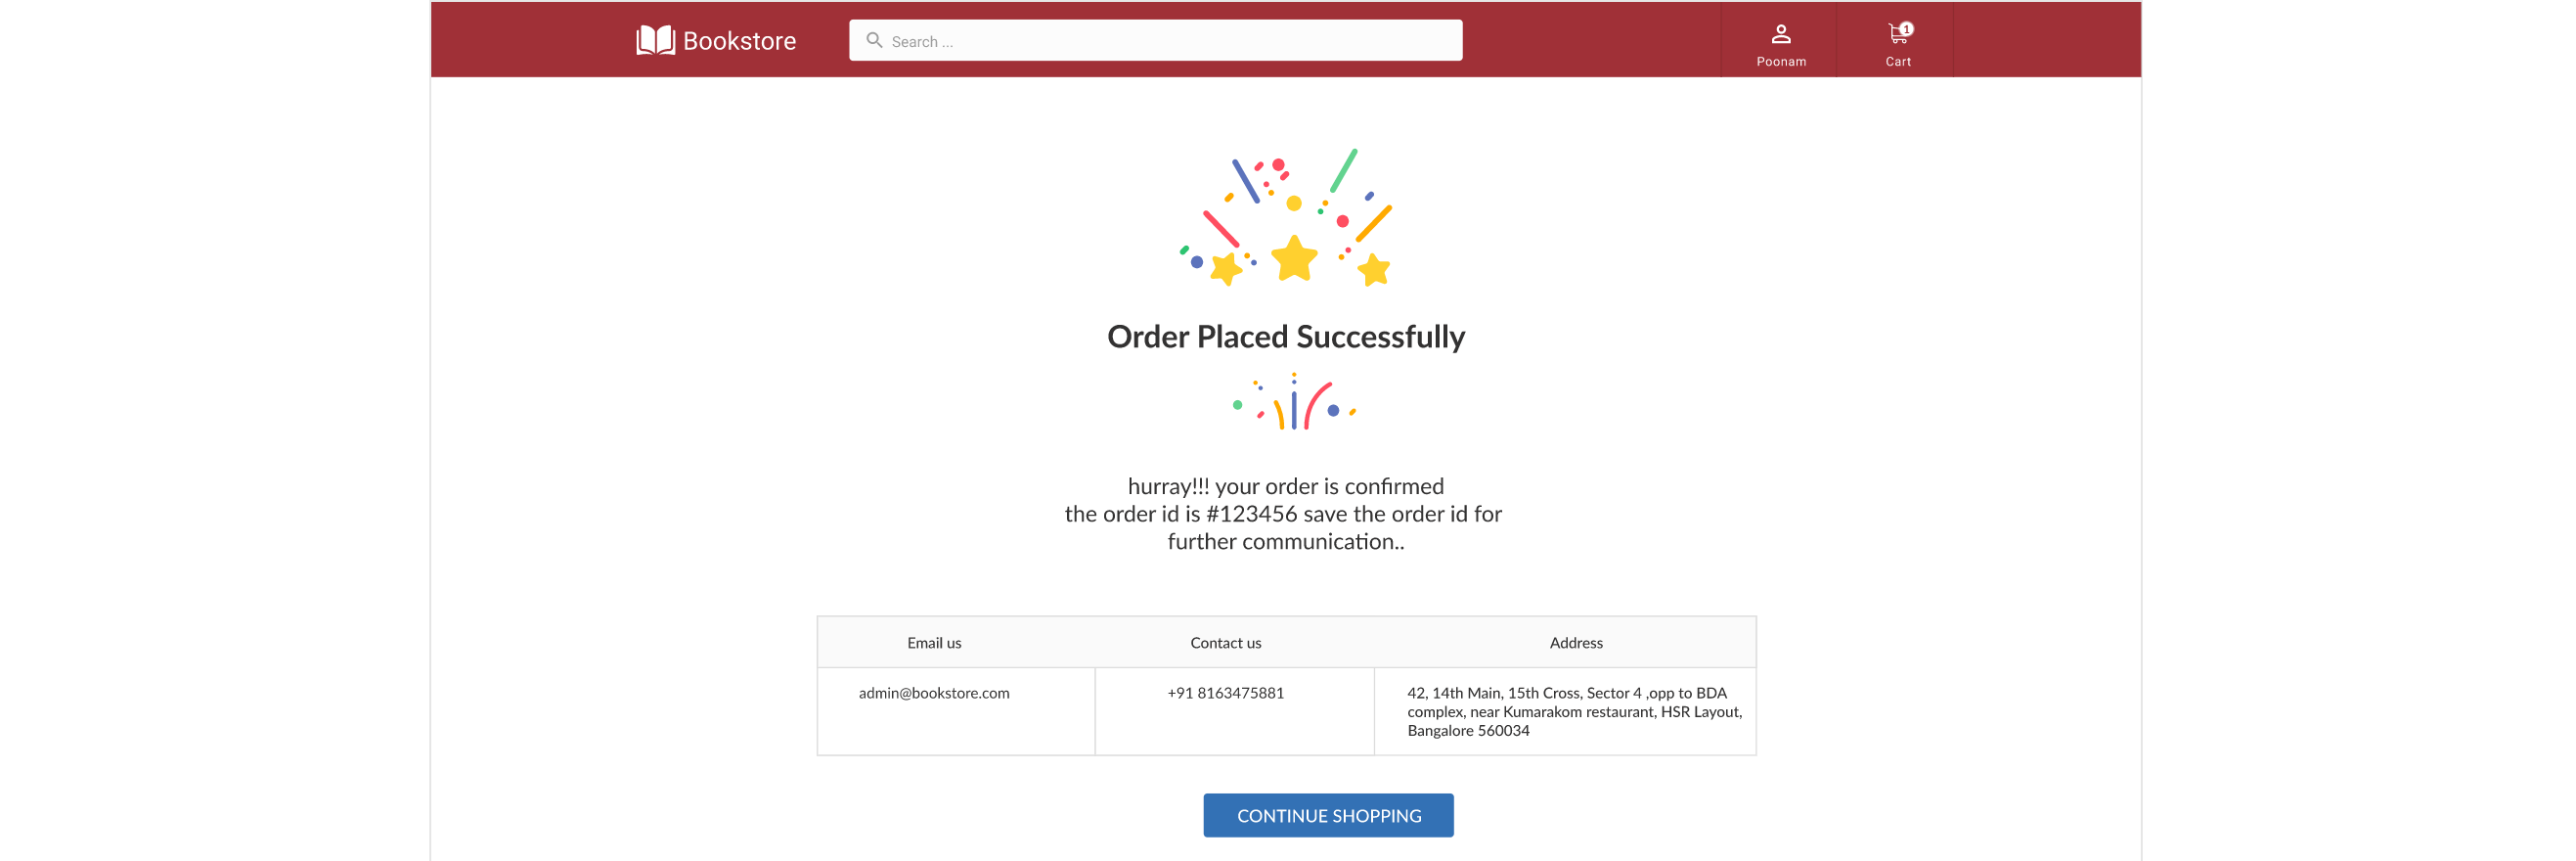 Bookstore
Search ...
Poonam
1
Cart
Order Placed Successfully
hurray!!! your order is confirmed
the order id is #123456 save the order id for
further communication..
Email us
Contact us
Address
admin@bookstore.com
+91 8163475881
42, 14th Main, 15th Cross, Sector 4 ,opp to BDA
complex, near Kumarakom restaurant, HSR Layout,
Bangalore 560034
CONTINUE SHOPPING